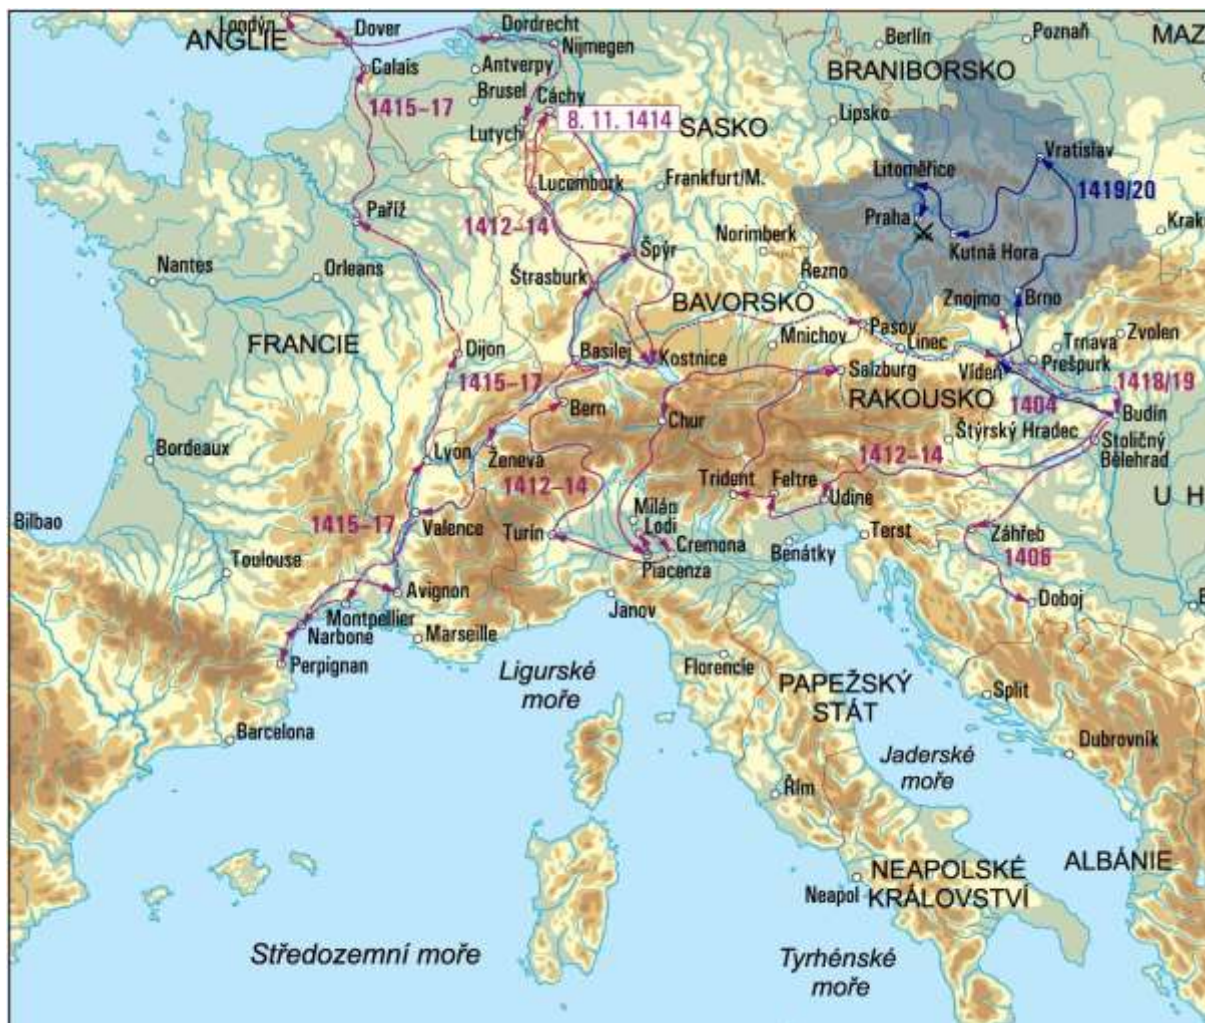 Londýn
ANGLIE
Dover
Dordrecht
Nijmegen
Berlín
Poznaň
MAZ
Calais
Antverpy
BRANIBORSKO
1415–17
Brusel
Cáchy
Lipsko
Lutych
8. 11. 1414
SASKO
Vratislav
Litoměřice
Lucembork
Frankfurt/M.
1419/20
Paříž
Praha
1412–14
Krak
Norimberk
Špýr
Kutná Hora
Nantes
Orleans
Štrasburk
Řezno
BAVORSKO
Znojmo
Brno
Mnichov
Pasov
Linec
Trnava
Zvolen
FRANCIE
Dijon
Basilej
Kostnice
Prešpurk
Salzburg
Vídeň
1415–17
RAKOUSKO
1418/19
1404
Bern
Chur
Budín
Bordeaux
Lyon
Ženeva
Štýrský Hradec
Stoličný
Bělehrad
1412–14
1412–14
Trident
Feltre
Udine
U H
Bilbao
1415–17
Valence
Turín
Milán
Lodi
Cremona
Terst
Záhřeb
Benátky
Toulouse
Piacenza
1406
Avignon
Janov
Doboj
Montpellier
Narbone
Marseille
Perpignan
Ligurské
moře
Florencie
PAPEŽSKÝ
STÁT
Split
Barcelona
Dubrovník
Jaderské
moře
Řím
NEAPOLSKÉ
KRÁLOVSTVÍ
ALBÁNIE
Neapol
Středozemní moře
Tyrhénské
moře